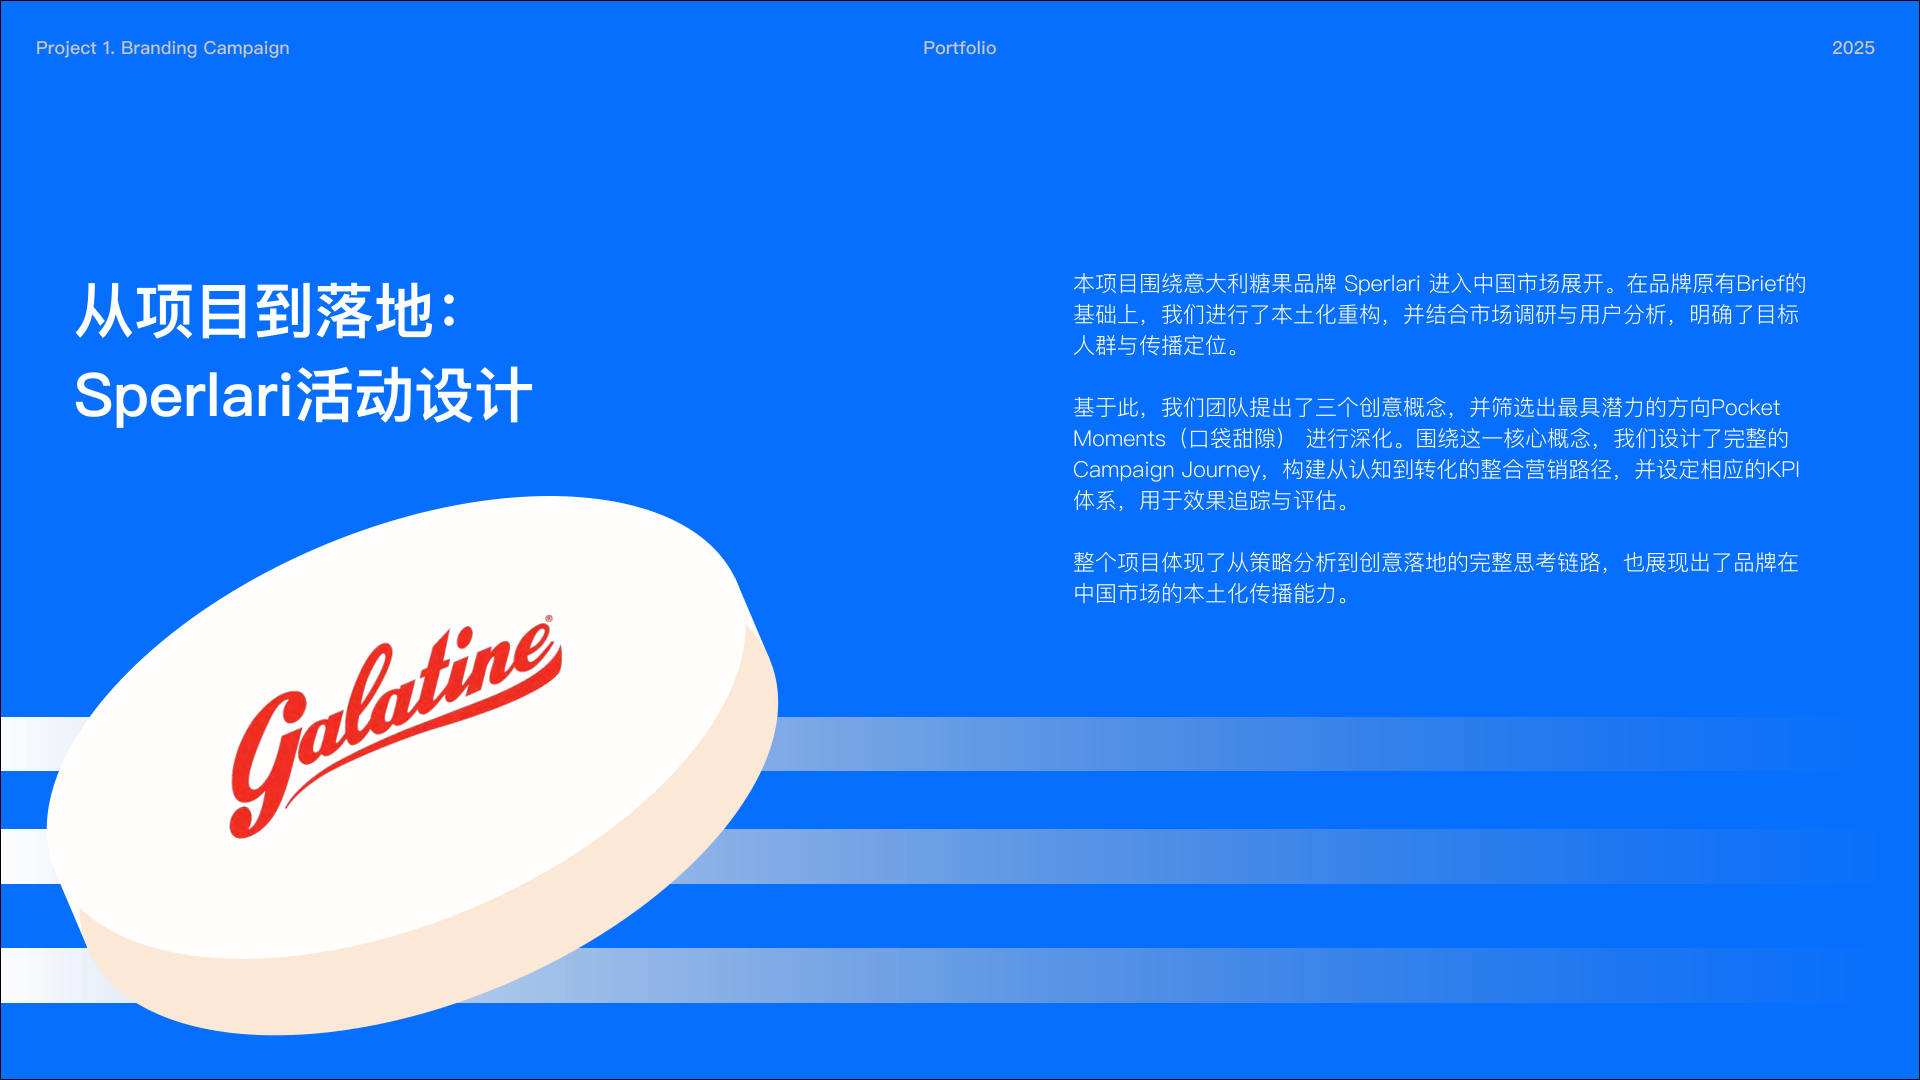 Project 1. Branding Campaign
Portfolio
2025
从项目到落地：
Sperlari活动设计
本项目围绕意大利糖果品牌 Sperlari 进入中国市场展开。在品牌原有Brief的
基础上，我们进行了本土化重构，并结合市场调研与用户分析，明确了目标
人群与传播定位。
基于此，我们团队提出了三个创意概念，并筛选出最具潜力的方向Pocket
Moments（口袋甜隙） 进行深化。围绕这一核心概念，我们设计了完整的
Campaign Journey，构建从认知到转化的整合营销路径，并设定相应的KPI
体系，用于效果追踪与评估。
整个项目体现了从策略分析到创意落地的完整思考链路，也展现出了品牌在
中国市场的本土化传播能力。
Galatine®